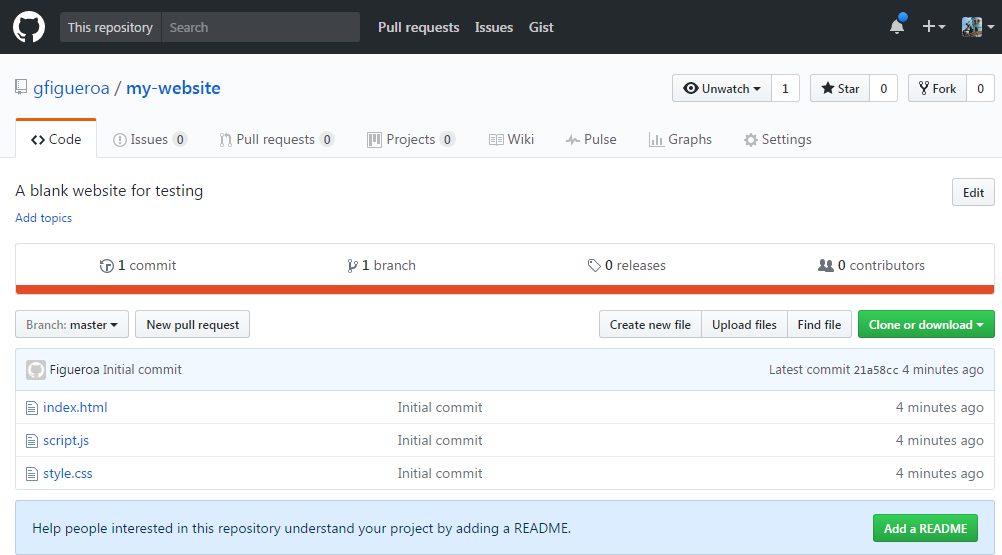 This repository Search Pull requests Issues Gist
gfigueroa / my-website Unwatch 1 Star 0 Fork 0
Code Issues 0 Pull requests 0 Projects 0 Wiki Pulse Graphs Settings
A blank website for testing Edit
Add topics
1 commit 1 branch 0 releases 0 contributors
Branch: master New pull request Create new file Upload files Find file Clone or download
Figueroa Initial commit Latest commit 21a58cc 4 minutes ago
index.html Initial commit 4 minutes ago
script.js Initial commit 4 minutes ago
style.css Initial commit 4 minutes ago
Help people interested in this repository understand your project by adding a README. Add a README